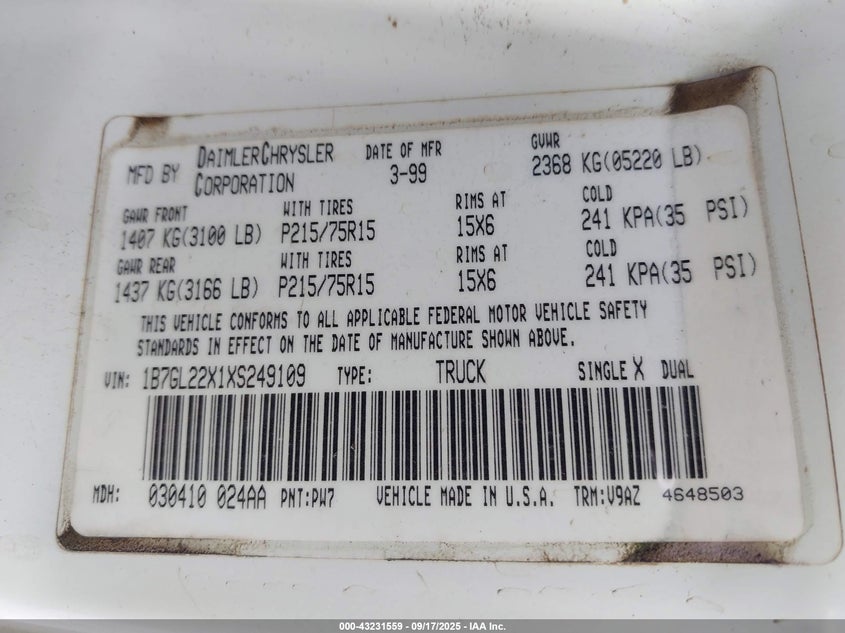 MFD BY DAIMLERCHRYSLER CORPORATION DATE OF MFR 3-99 GVWR 2368 KG(05220 LB)
GAWR FRONT WITH TIRES RIMS AT COLD
1407 KG(3100 LB) P215/75R15 15X6 241 KPA(35 PSI)
GAWR REAR WITH TIRES RIMS AT COLD
1437 KG(3166 LB) P215/75R15 15X6 241 KPA(35 PSI)
THIS VEHICLE CONFORMS TO ALL APPLICABLE FEDERAL MOTOR VEHICLE SAFETY
STANDARDS IN EFFECT ON THE DATE OF MANUFACTURE SHOWN ABOVE.
VIN: 1B7GL22X1XS249109 TYPE: TRUCK SINGLE X DUAL
MDH: 030410 024AA PNT:PW7 VEHICLE MADE IN U.S.A. TRM:V9AZ 4648503
000-43231559 - 09/17/2025 - IAA Inc.